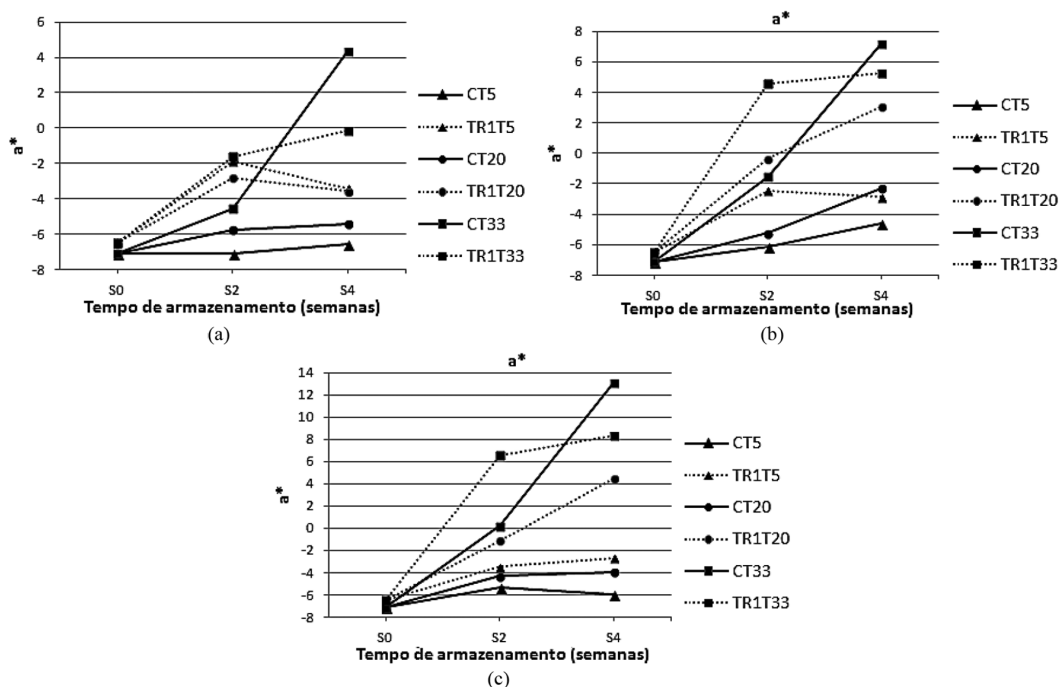 6
4
2
0
-2
-4
-6
-8
a*
S0
S2
S4
Tempo de armazenamento (semanas)
CT5
TR1T5
CT20
TR1T20
CT33
TR1T33
(a)
a*
8
6
4
2
0
-2
-4
-6
-8
a*
S0
S2
S4
Tempo de armazenamento (semanas)
CT5
TR1T5
CT20
TR1T20
CT33
TR1T33
(b)
a*
14
12
10
8
6
4
2
0
-2
-4
-6
-8
a*
S0
S2
S4
Tempo de armazenamento (semanas)
CT5
TR1T5
CT20
TR1T20
CT33
TR1T33
(c)